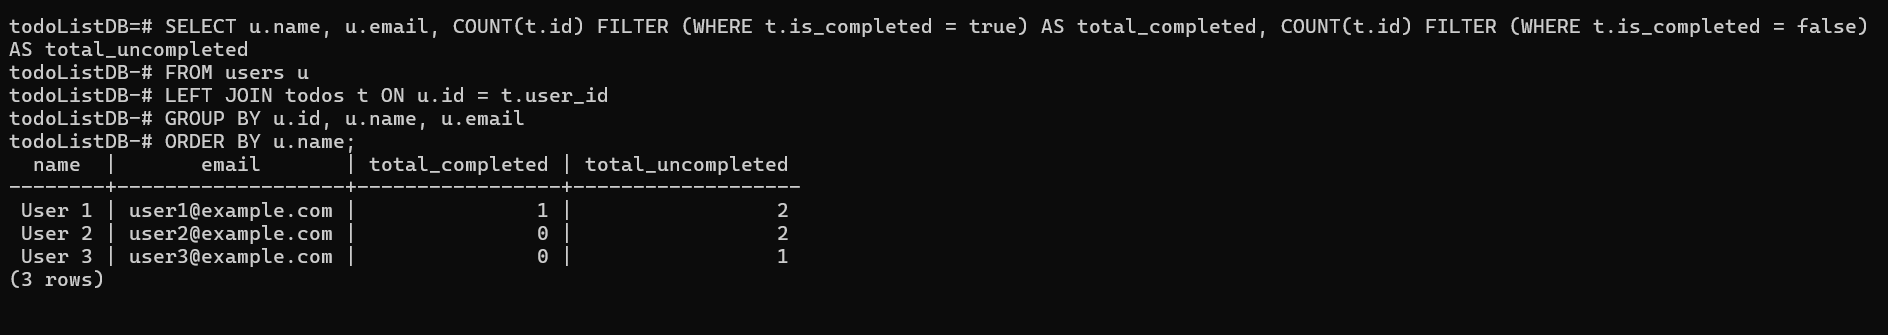 todoListDB=# SELECT u.name, u.email, COUNT(t.id) FILTER (WHERE t.is_completed = true) AS total_completed, COUNT(t.id) FILTER (WHERE t.is_completed = false)
AS total_uncompleted
todoListDB-# FROM users u
todoListDB-# LEFT JOIN todos t ON u.id = t.user_id
todoListDB-# GROUP BY u.id, u.name, u.email
todoListDB-# ORDER BY u.name;
  name  |       email       | total_completed | total_uncompleted
--------+-------------------+-----------------+-------------------
 User 1 | user1@example.com |               1 |                 2
 User 2 | user2@example.com |               0 |                 2
 User 3 | user3@example.com |               0 |                 1
(3 rows)